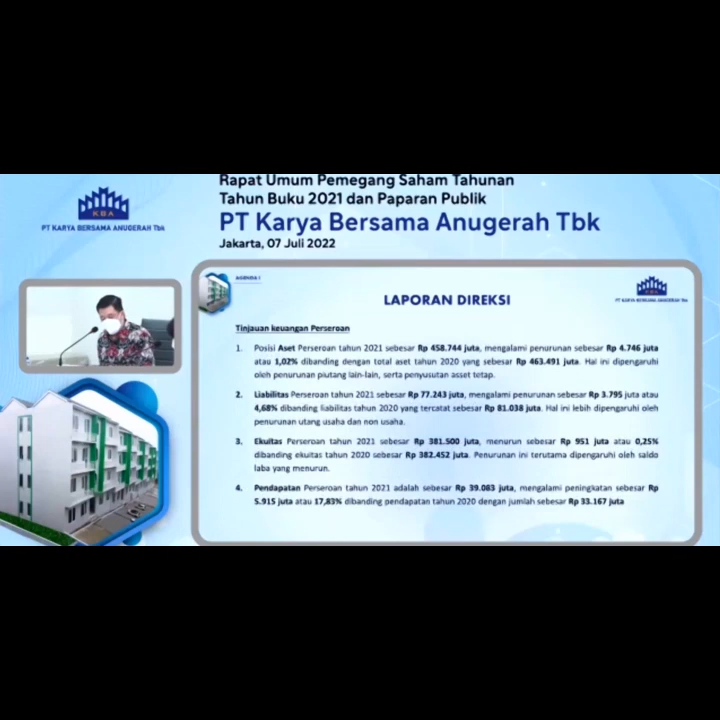 Rapat Umum Pemegang Saham Tahunan
Tahun Buku 2021 dan Paparan Publik
PT Karya Bersama Anugerah Tbk
Jakarta, 07 Juli 2022
KBA
PT KARYA BERSAMA ANUGERAH Tbk
AGENDA I
LAPORAN DIREKSI
KBA
PT KARYA BERSAMA ANUGERAH Tbk
Tinjauan keuangan Perseroan
1. Posisi Aset Perseroan tahun 2021 sebesar Rp 458.744 juta, mengalami penurunan sebesar Rp 4.746 juta
atau 1,02% dibanding dengan total aset tahun 2020 yang sebesar Rp 463.491 juta. Hal ini dipengaruhi
oleh penurunan piutang lain-lain, serta penyusutan asset tetap.
2. Liabilitas Perseroan tahun 2021 sebesar Rp 77.243 juta, mengalami penurunan sebesar Rp 3.795 juta atau
4,68% dibanding liabilitas tahun 2020 yang tercatat sebesar Rp 81.038 juta. Hal ini lebih dipengaruhi oleh
penurunan utang usaha dan non usaha.
3. Ekuitas Perseroan tahun 2021 sebesar Rp 381.500 juta, menurun sebesar Rp 951 juta atau 0,25%
dibanding ekuitas tahun 2020 sebesar Rp 382.452 juta. Penurunan ini terutama dipengaruhi oleh saldo
laba yang menurun.
4. Pendapatan Perseroan tahun 2021 adalah sebesar Rp 39.083 juta, mengalami peningkatan sebesar Rp
5.915 juta atau 17,83% dibanding pendapatan tahun 2020 dengan jumlah sebesar Rp 33.167 juta